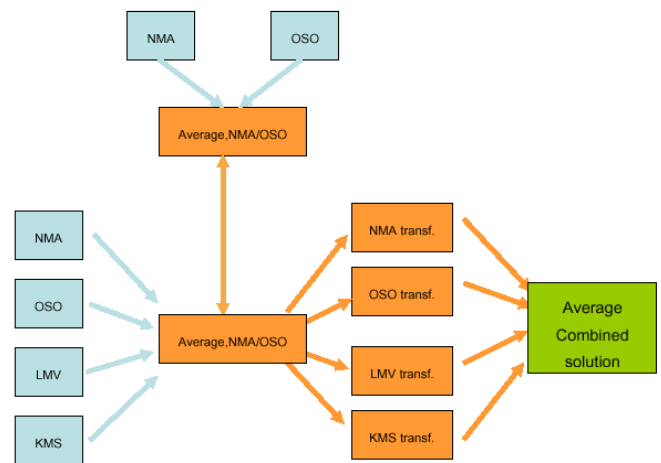 NMA
OSO
Average,NMA/OSO
NMA
OSO
LMV
KMS
Average,NMA/OSO
NMA transf.
OSO transf.
LMV transf.
KMS transf.
Average
Combined
solution